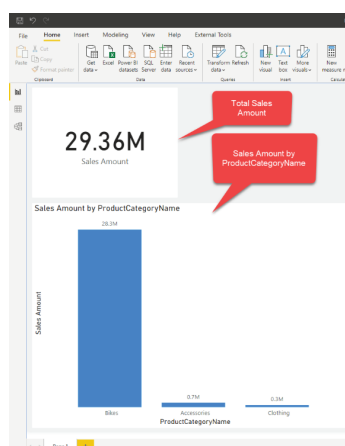 File Home Insert Modeling View Help External Tools
Cut
Copy
Format painter
Paste
Get data
Excel
Power BI datasets
SQL Server
Enter data
Recent sources
Transform data
Refresh
New visual
Text box
More visuals
New measure
Clipboard
Data
Queries
Insert
29.36M
Sales Amount
Total Sales
Amount
Sales Amount by
ProductCategoryName
Sales Amount by ProductCategoryName
28.3M
0.7M
0.3M
Sales Amount
Bikes Accessories Clothing
ProductCategoryName